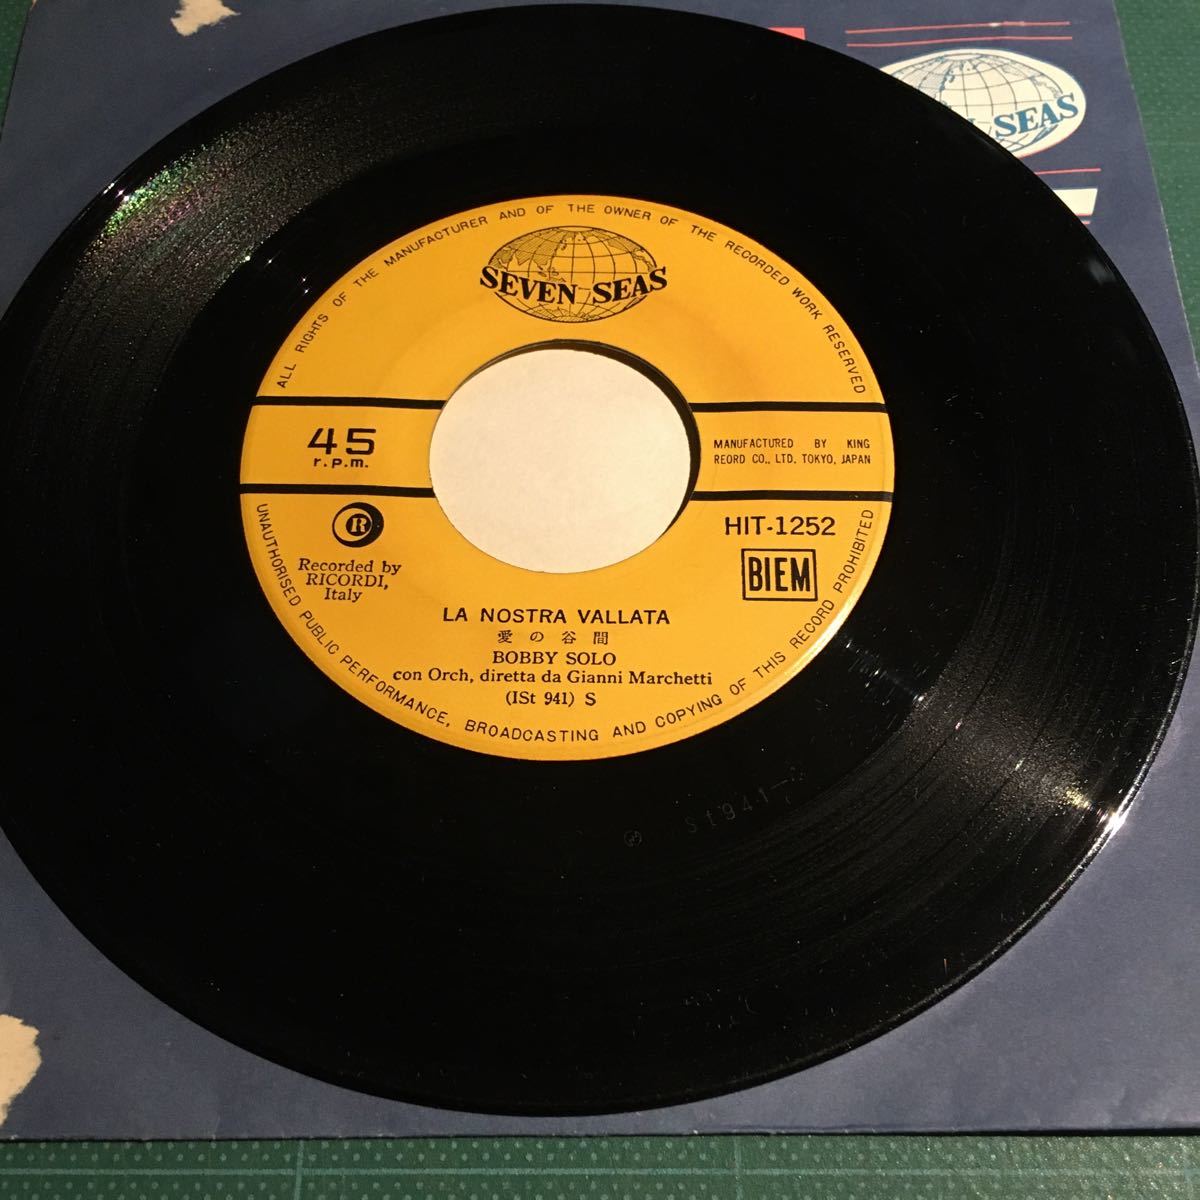 SEAS
ALL RIGHTS OF THE MANUFACTURER AND OF THE OWNER OF THE RECORDED WORK RESERVED
SEVEN SEAS
45
r.p.m.
MANUFACTURED BY KING
REORD CO., LTD. TOKYO, JAPAN
R
Recorded by
RICORDI,
Italy
HIT-1252
BIEM
LA NOSTRA VALLATA
愛の谷間
BOBBY SOLO
con Orch, diretta da Gianni Marchetti
(ISt 941) S
UNAUTHORISED PUBLIC PERFORMANCE, BROADCASTING AND COPYING OF THIS RECORD PROHIBITED
St941-